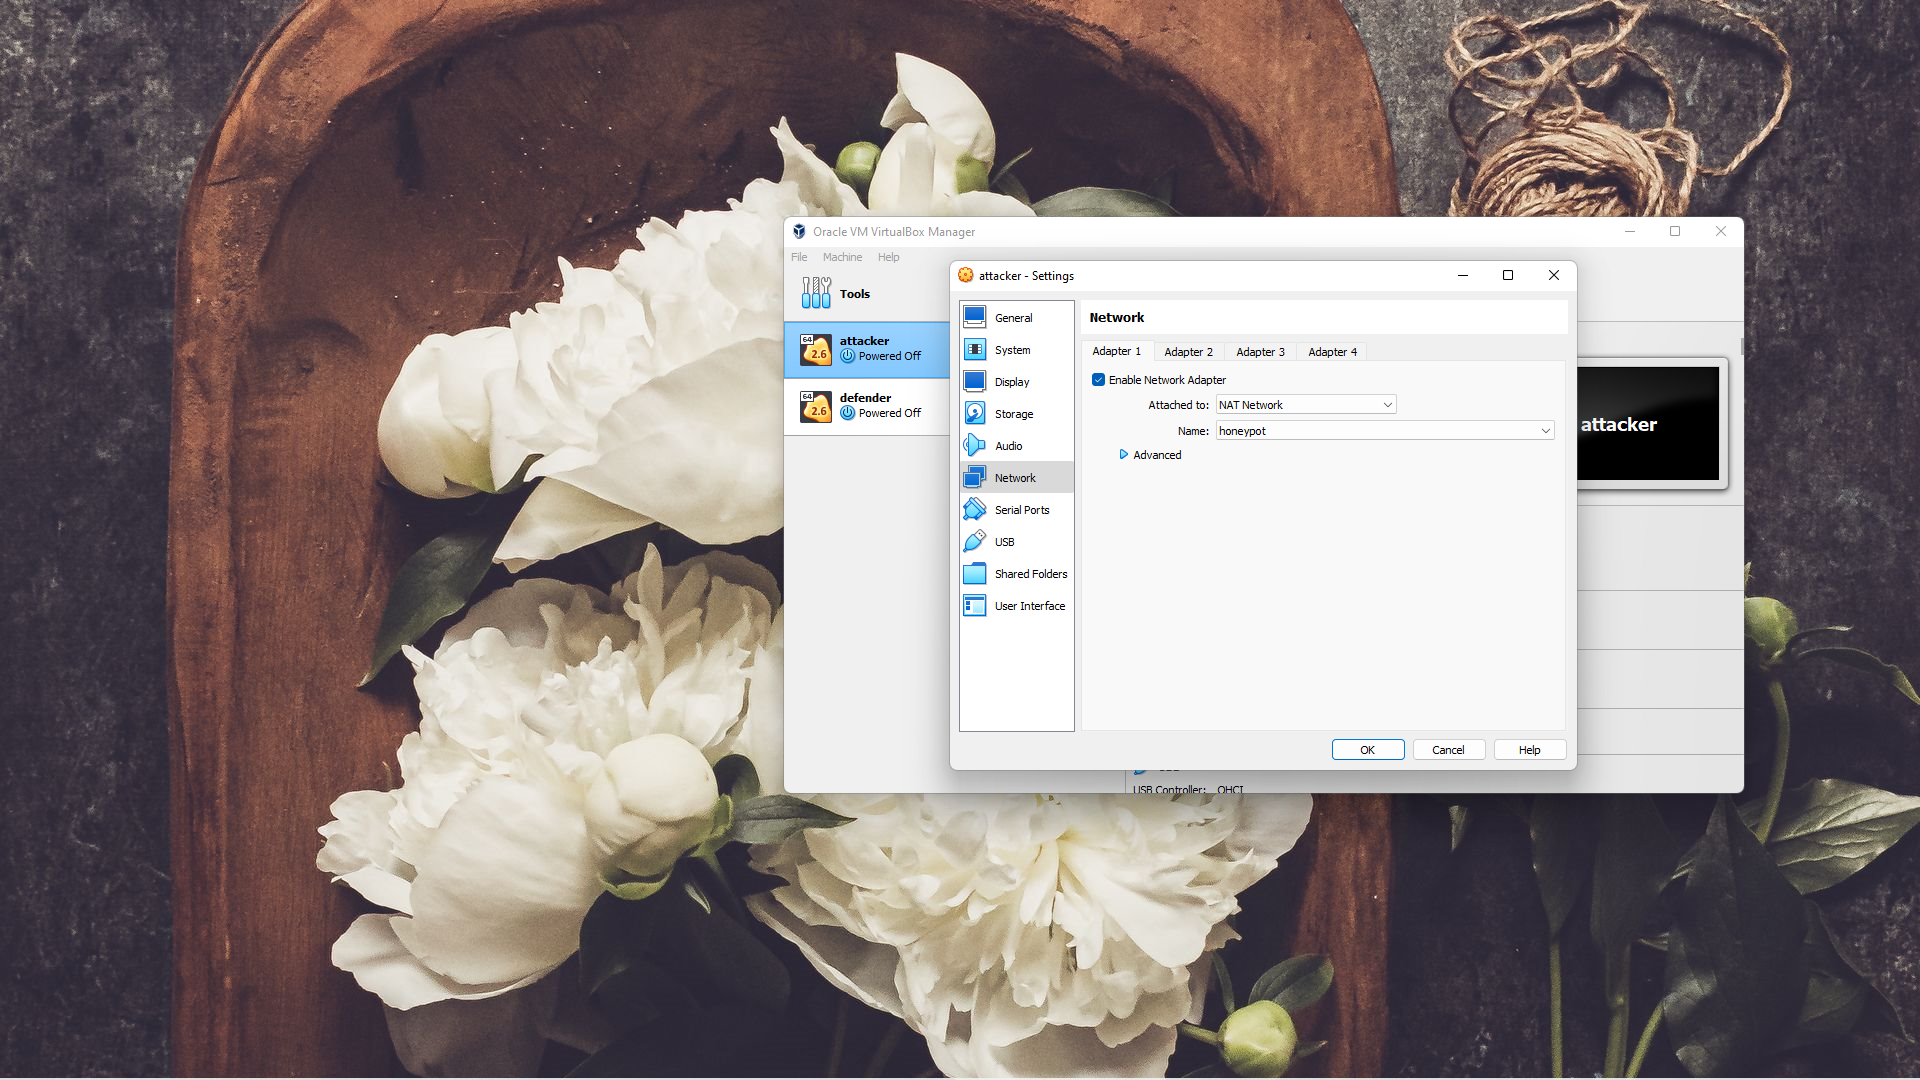 Oracle VM VirtualBox Manager
File Machine Help
Tools
64
2.6
attacker
Powered Off
64
2.6
defender
Powered Off
attacker - Settings
General
System
Display
Storage
Audio
Network
Serial Ports
USB
Shared Folders
User Interface
Network
Adapter 1 Adapter 2 Adapter 3 Adapter 4
Enable Network Adapter
Attached to: NAT Network
Name: honeypot
Advanced
OK Cancel Help
attacker
USB Controller: OHCI